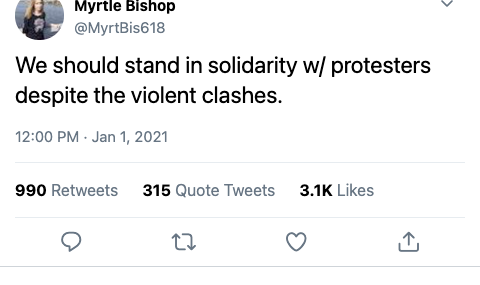 Myrtle Bishop
@MyrtBis618
We should stand in solidarity w/ protesters
despite the violent clashes.
12:00 PM · Jan 1, 2021
990 Retweets 315 Quote Tweets 3.1K Likes